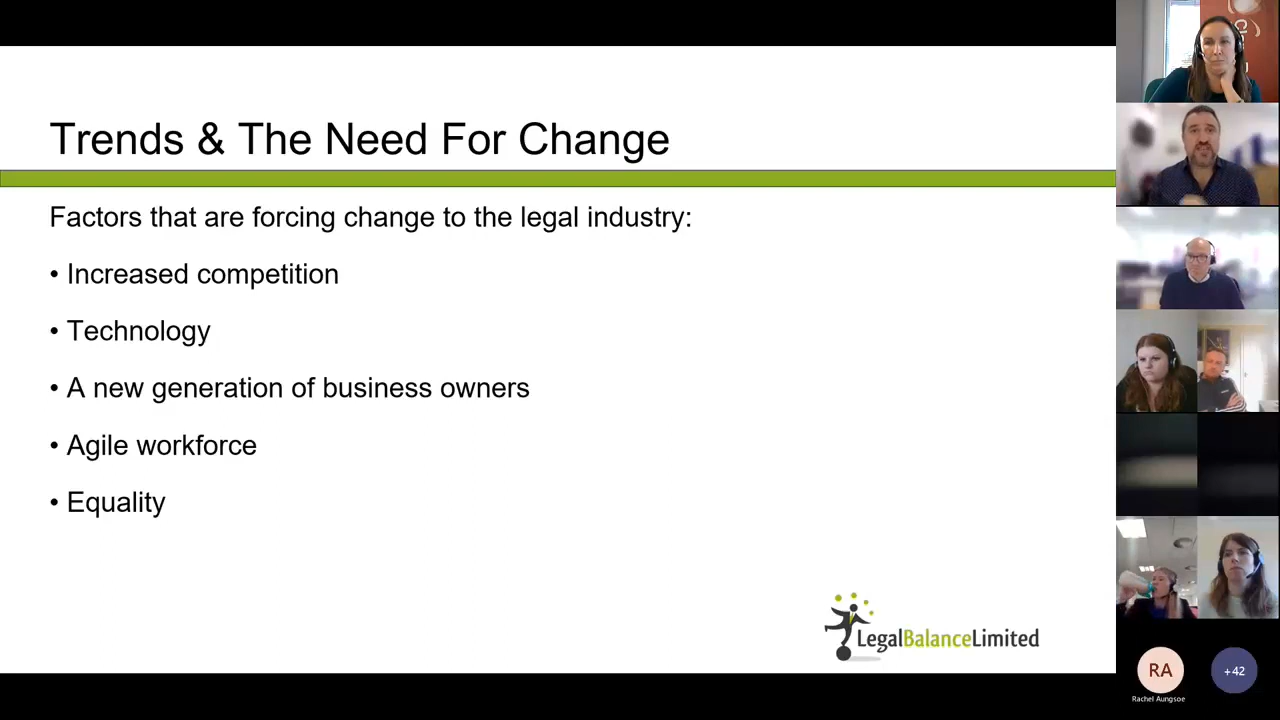 Trends & The Need For Change
Factors that are forcing change to the legal industry:
• Increased competition
• Technology
• A new generation of business owners
• Agile workforce
• Equality
LegalBalanceLimited
RA
+42
Rachel Aungsoe